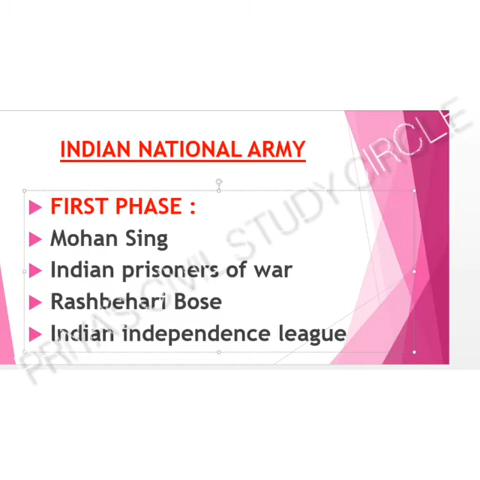 INDIAN NATIONAL ARMY
FIRST PHASE :
Mohan Sing
Indian prisoners of war
Rashbehari Bose
Indian independence league
PRIYA'S CIVIL STUDY CIRCLE